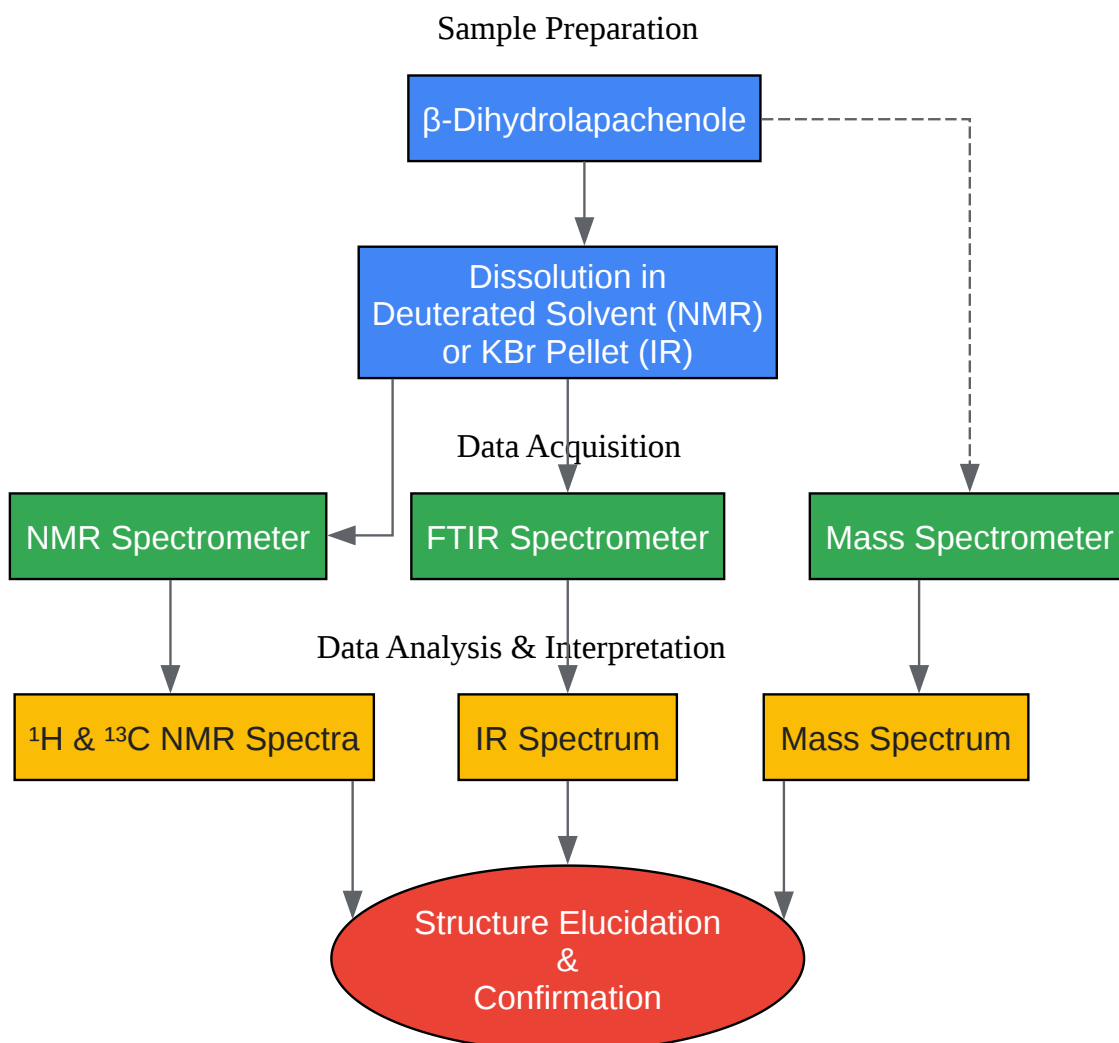 Sample Preparation
β-Dihydrolapachenole
Dissolution in
Deuterated Solvent (NMR)
or KBr Pellet (IR)
Data Acquisition
NMR Spectrometer
FTIR Spectrometer
Mass Spectrometer
Data Analysis & Interpretation
¹H & ¹³C NMR Spectra
IR Spectrum
Mass Spectrum
Structure Elucidation
&
Confirmation